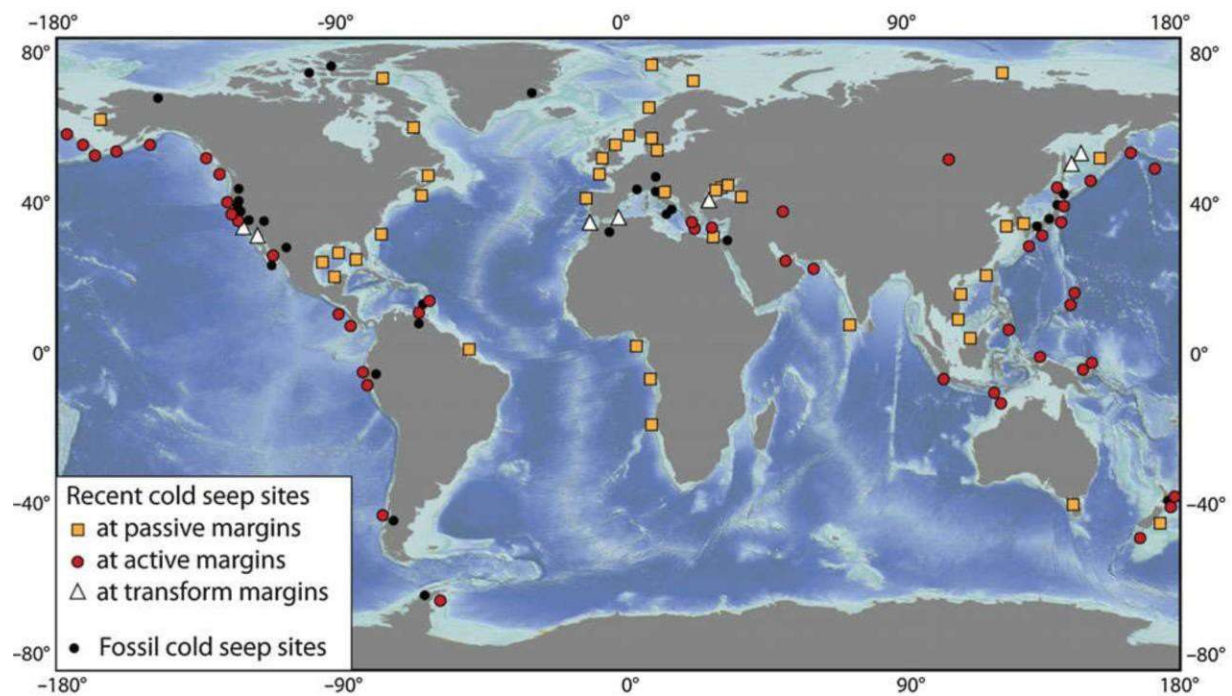 -180° -90° 0° 90° 180°
80° 80°
40° 40°
0° 0°
-40° -40°
-80° -80°
-180° -90° 0° 90° 180°
Recent cold seep sites
at passive margins
at active margins
at transform margins
Fossil cold seep sites